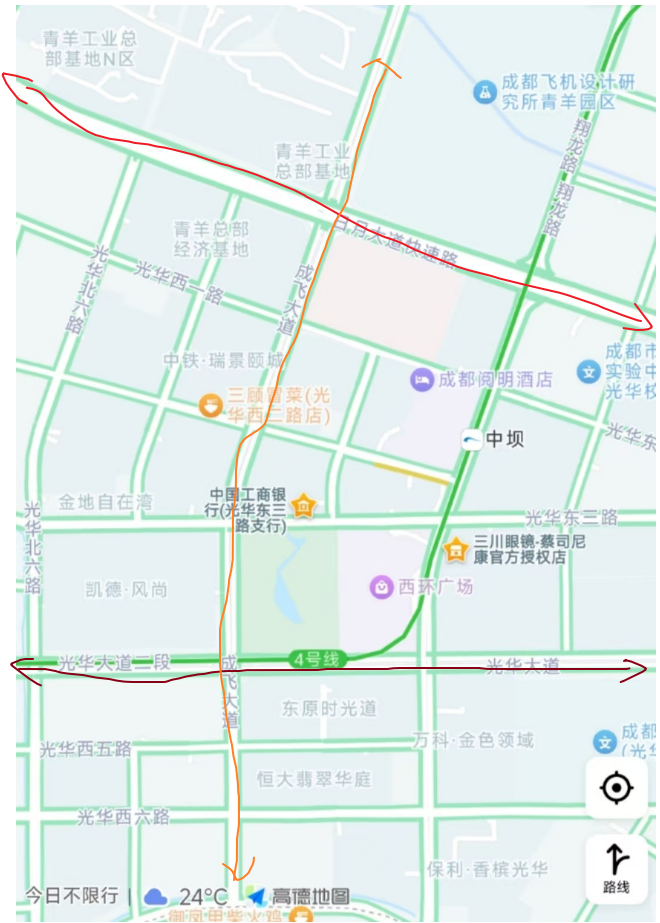 青羊工业总
部基地N区
成都飞机设计研
究所青羊园区
翔龙路
翔龙路
青羊工业
总部基地
日月大道快速路
青羊总部
经济基地
光华北六路
光华西一路
成飞大道
中铁·瑞景颐城
成都阅明酒店
成都市
实验中
光华校
三顾冒菜(光
华西二路店)
中坝
光华东
中国工商银
行(光华东三
路支行)
金地自在湾
光华北六路
光华东三路
三川眼镜-蔡司尼
康官方授权店
凯德·风尚
西环广场
光华大道二段
4号线
光华大道
成飞大道
东原时光道
万科·金色领域
成都
(光华
光华西五路
恒大翡翠华庭
光华西六路
保利·香槟光华
路线
今日不限行
24°C
高德地图
御凤甲柴火鸡